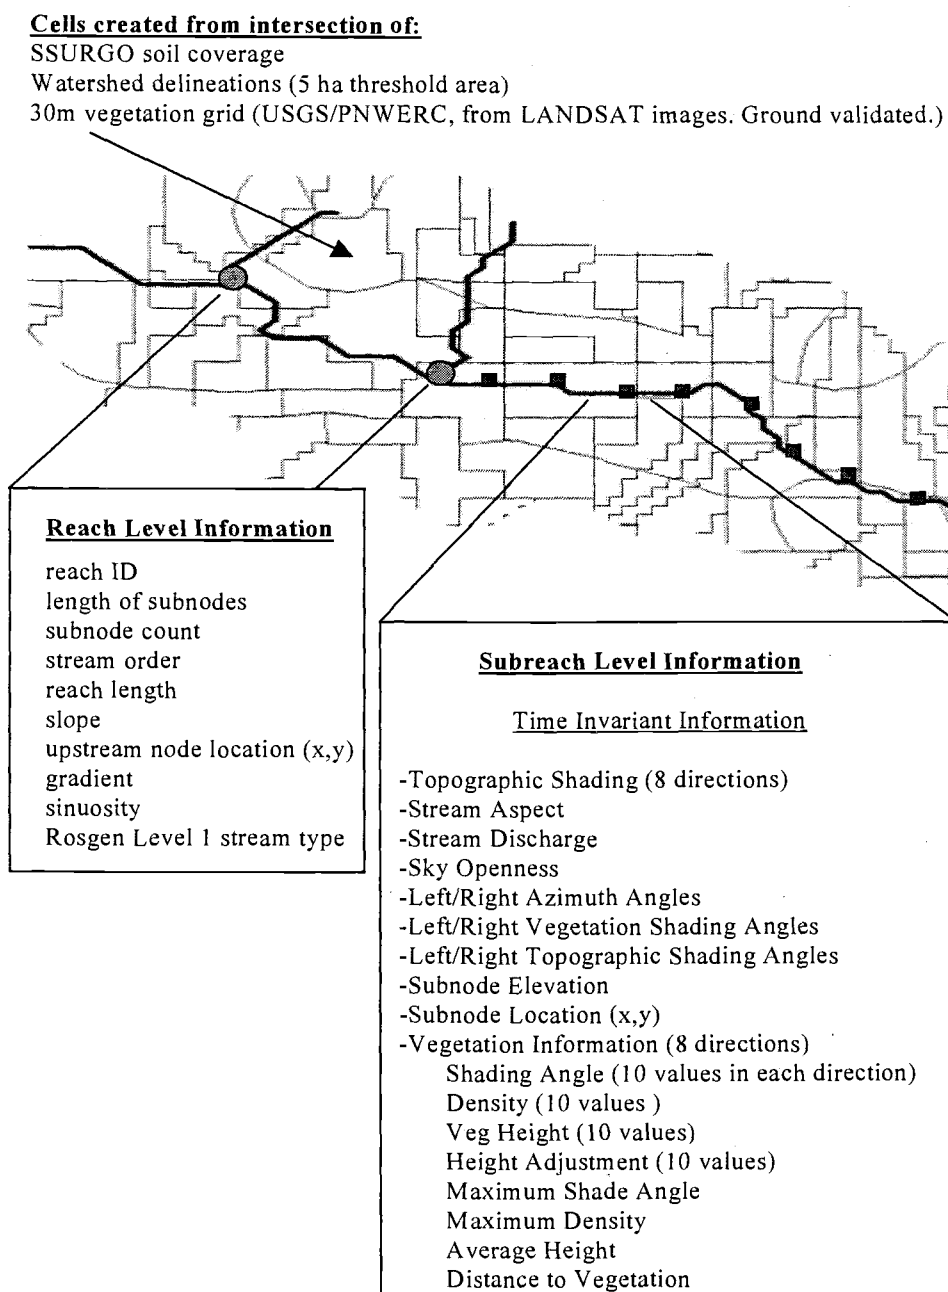 Cells created from intersection of:
SSURGO soil coverage
Watershed delineations (5 ha threshold area)
30m vegetation grid (USGS/PNWERC, from LANDSAT images. Ground validated.)
Reach Level Information
reach ID
length of subnodes
subnode count
stream order
reach length
slope
upstream node location (x,y)
gradient
sinuosity
Rosgen Level 1 stream type
Subreach Level Information
Time Invariant Information
-Topographic Shading (8 directions)
-Stream Aspect
-Stream Discharge
-Sky Openness
-Left/Right Azimuth Angles
-Left/Right Vegetation Shading Angles
-Left/Right Topographic Shading Angles
-Subnode Elevation
-Subnode Location (x,y)
-Vegetation Information (8 directions)
Shading Angle (10 values in each direction)
Density (10 values )
Veg Height (10 values)
Height Adjustment (10 values)
Maximum Shade Angle
Maximum Density
Average Height
Distance to Vegetation